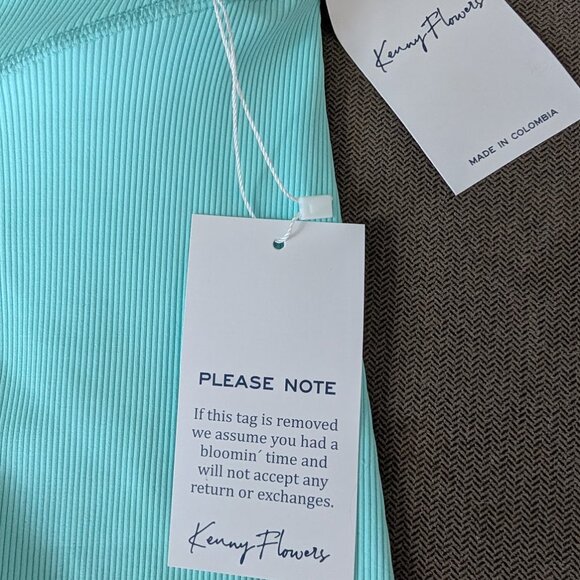 Kenny Flowers
MADE IN COLOMBIA
PLEASE NOTE
If this tag is removed
we assume you had a
bloomin´ time and
will not accept any
return or exchanges.
Kenny Flowers